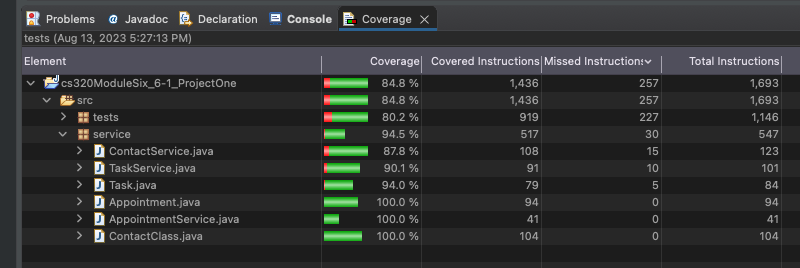 Problems @ Javadoc Declaration Console Coverage
tests (Aug 13, 2023 5:27:13 PM)
Element Coverage Covered Instructions Missed Instructions Total Instructions
cs320ModuleSix_6-1_ProjectOne 84.8 % 1,436 257 1,693
src 84.8 % 1,436 257 1,693
tests 80.2 % 919 227 1,146
service 94.5 % 517 30 547
ContactService.java 87.8 % 108 15 123
TaskService.java 90.1 % 91 10 101
Task.java 94.0 % 79 5 84
Appointment.java 100.0 % 94 0 94
AppointmentService.java 100.0 % 41 0 41
ContactClass.java 100.0 % 104 0 104